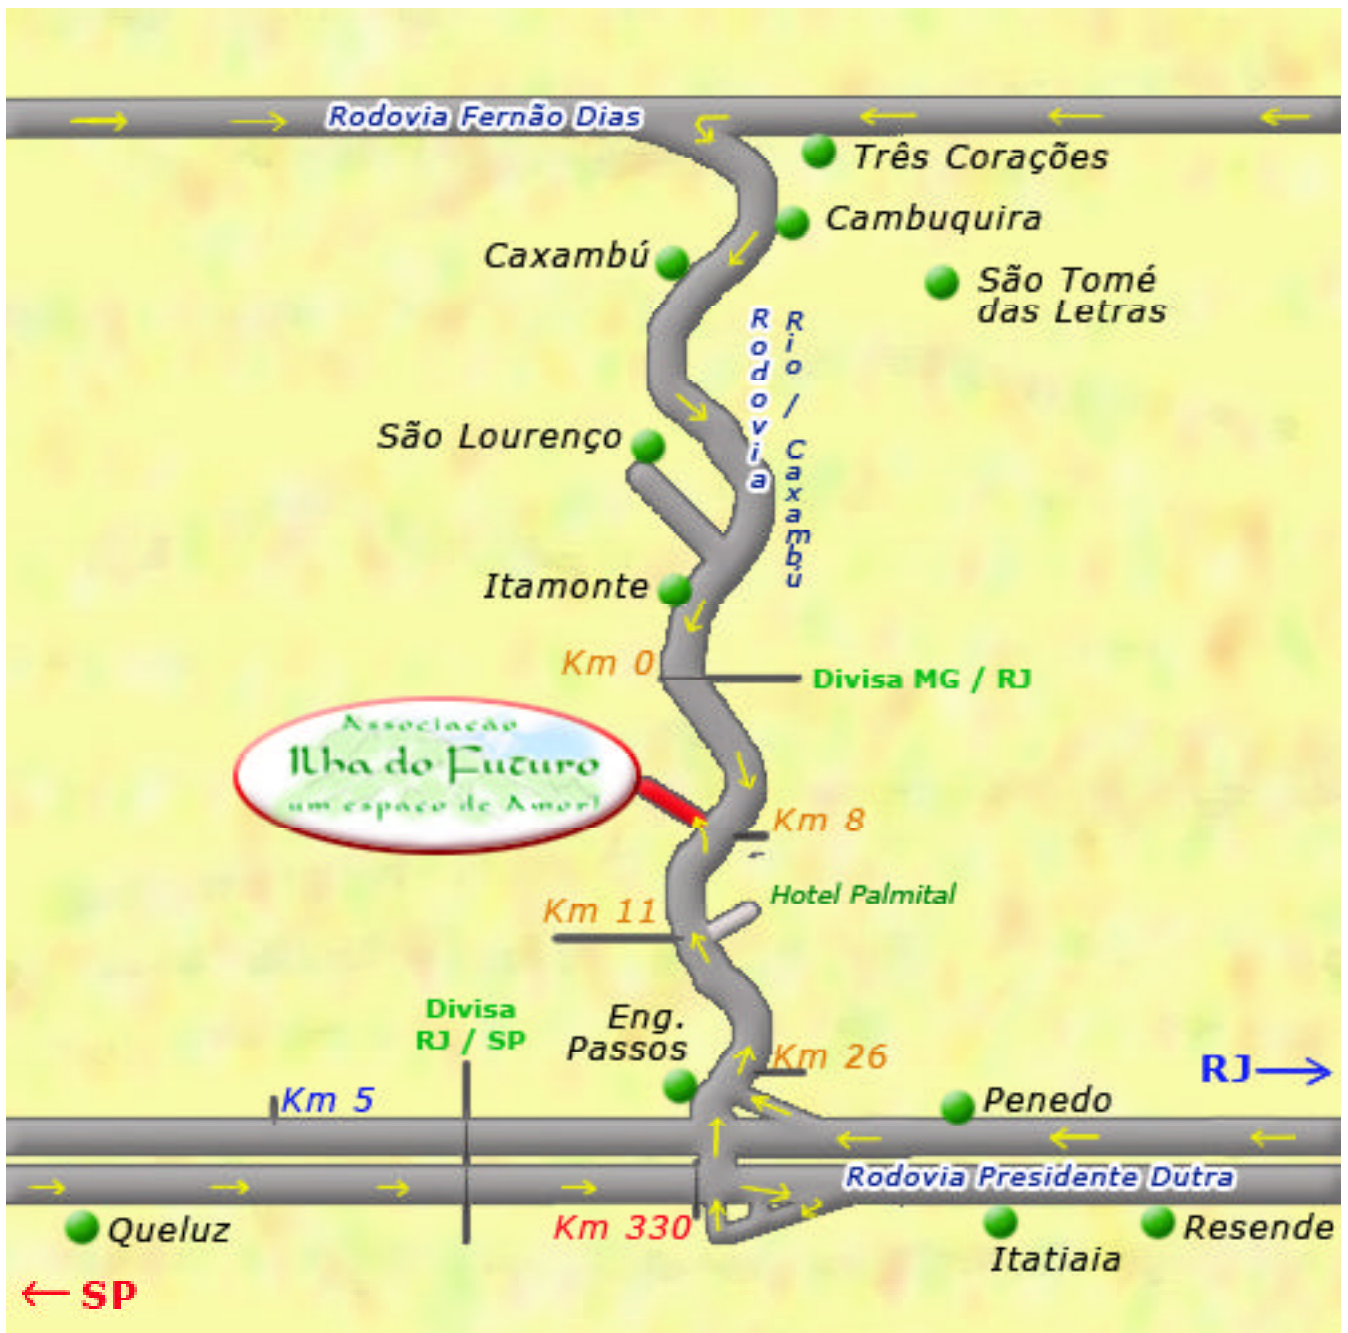 Rodovia Fernão Dias
Três Corações
Cambuquira
Caxambú
São Tomé
das Letras
Rodovia
Rio / Caxambú
São Lourenço
Itamonte
Km 0
Divisa MG / RJ
Associação
Ilha do Futuro
um espaço de Amor!
Km 8
Hotel Palmital
Km 11
Divisa
RJ / SP
Eng.
Passos
Km 26
RJ
Km 5
Penedo
Rodovia Presidente Dutra
Queluz
Km 330
Resende
Itatiaia
SP